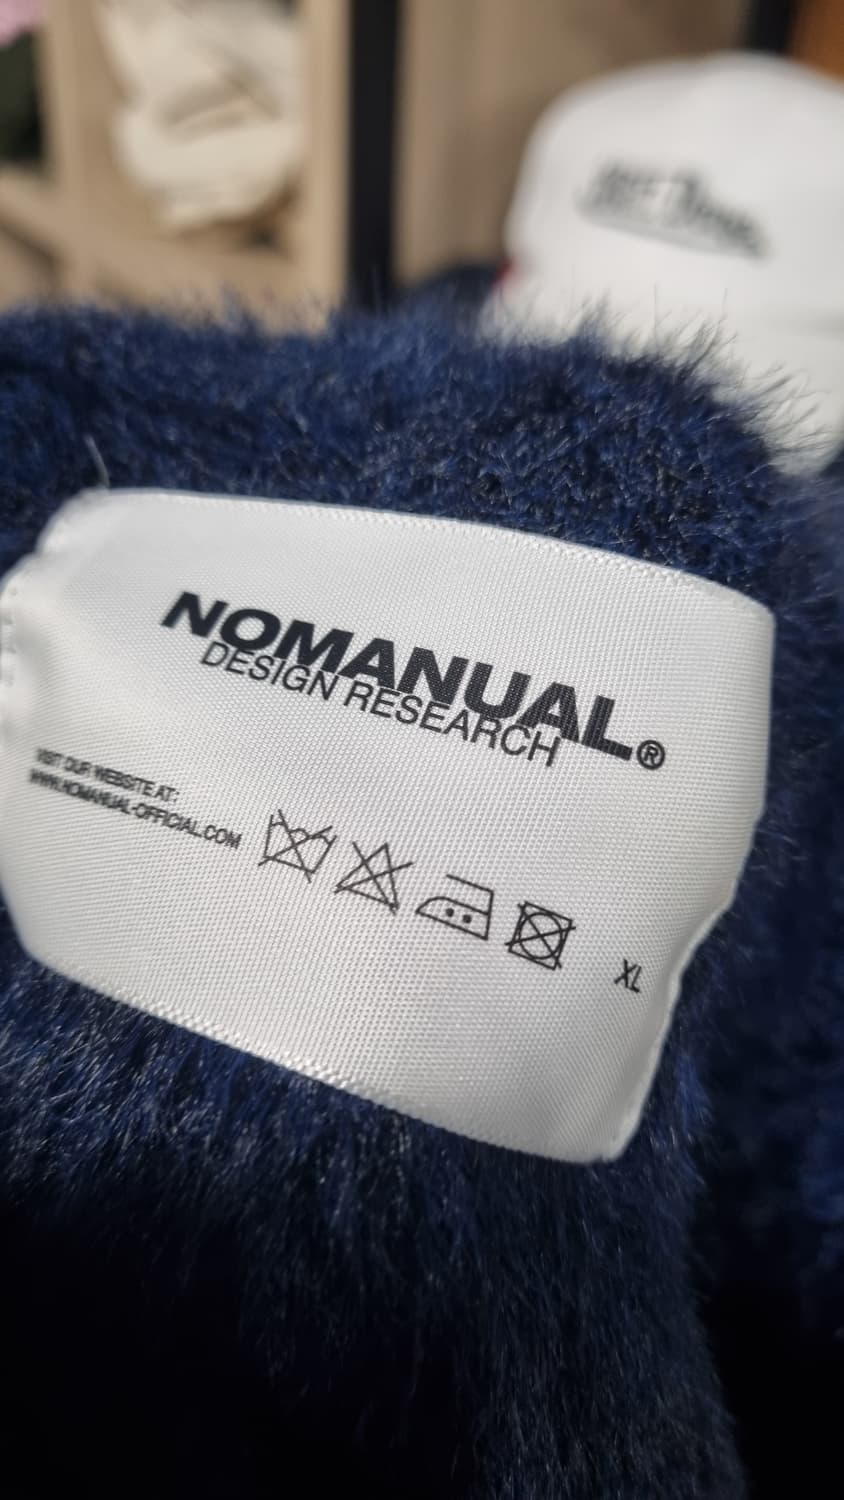 NOMANUAL®
DESIGN RESEARCH
VISIT OUR WEBSITE AT:
WWW.NOMANUAL-OFFICIAL.COM
XL